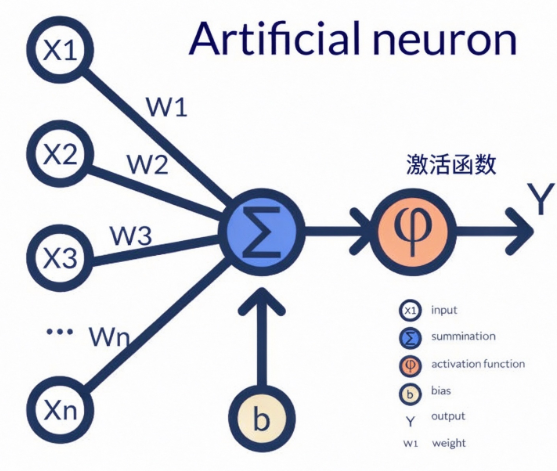 Artificial neuron
X1
W1
X2
W2
激活函数
Y
X3
W3
Σ
φ
... Wn
Xn
b
X1 input
Σ summination
φ activation function
b bias
Y output
W1 weight